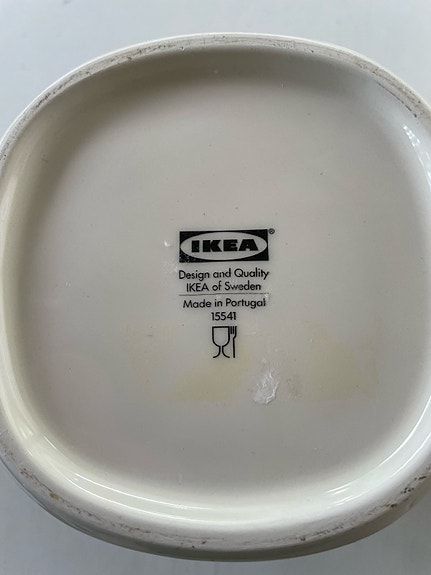 IKEA®
Design and Quality
IKEA of Sweden
Made in Portugal
15541